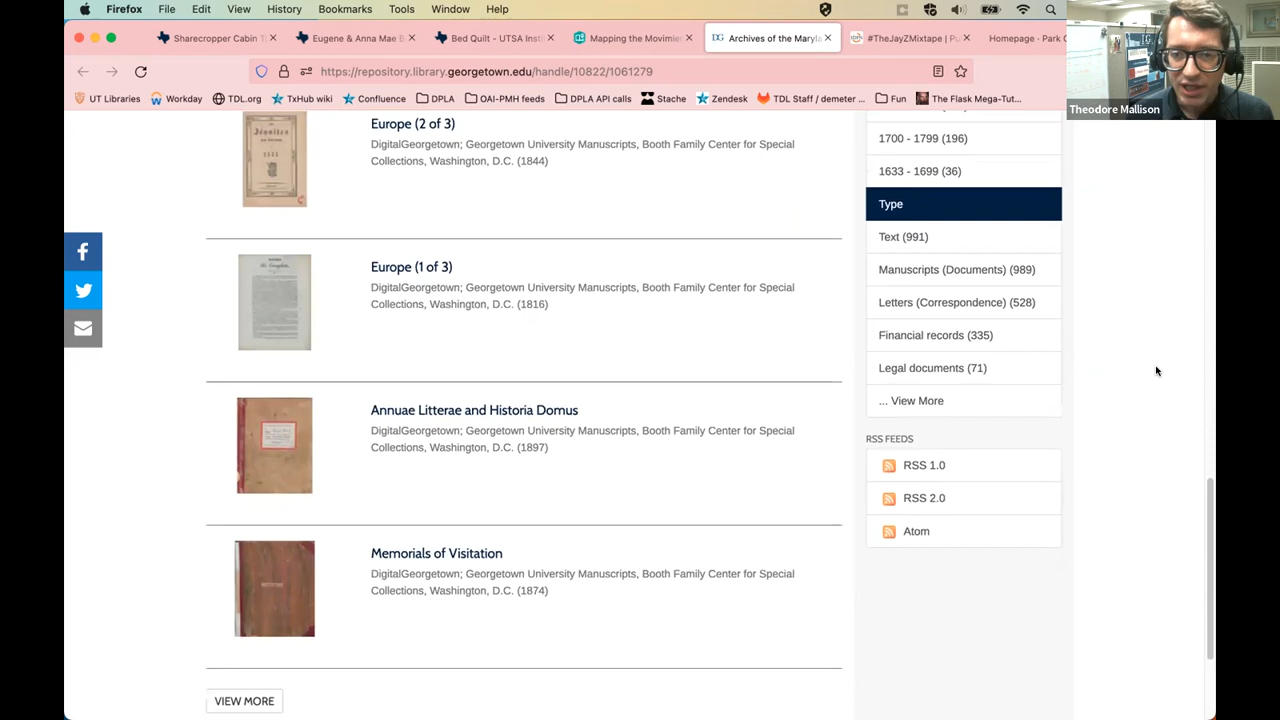 Firefox File Edit View History Bookmarks Tools Window Help
Sharecropper Cabin T
Eugene & Anna
Bed Quilt - UTSA Insti
Mapping the Movimie
DG Archives of the Maryla
#TheJayZMixtape | Pu
Homepage · Park C
https://repository.library.georgetown.edu/handle/10822/1061279
UT Libraries Workday TDL.org TxHub wiki Confluence DPLA OAI-PMH feeds DPLA API calls Stache Zendesk TDL Staff / demeter ... Fun The Flask Mega-Tut...
Theodore Mallison
Europe (2 of 3)
DigitalGeorgetown; Georgetown University Manuscripts, Booth Family Center for Special
Collections, Washington, D.C. (1844)
Europe (1 of 3)
DigitalGeorgetown; Georgetown University Manuscripts, Booth Family Center for Special
Collections, Washington, D.C. (1816)
Annuae Litterae and Historia Domus
DigitalGeorgetown; Georgetown University Manuscripts, Booth Family Center for Special
Collections, Washington, D.C. (1897)
Memorials of Visitation
DigitalGeorgetown; Georgetown University Manuscripts, Booth Family Center for Special
Collections, Washington, D.C. (1874)
VIEW MORE
1700 - 1799 (196)
1633 - 1699 (36)
Type
Text (991)
Manuscripts (Documents) (989)
Letters (Correspondence) (528)
Financial records (335)
Legal documents (71)
... View More
RSS FEEDS
RSS 1.0
RSS 2.0
Atom